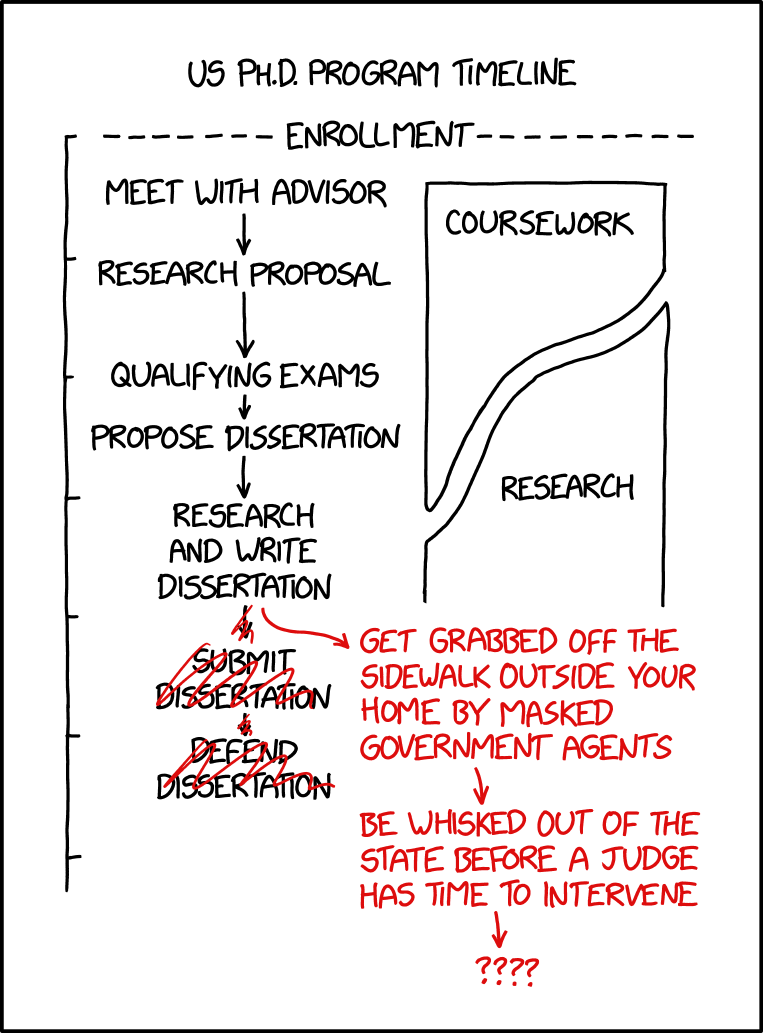 US PH.D. PROGRAM TIMELINE
ENROLLMENT
MEET WITH ADVISOR
RESEARCH PROPOSAL
QUALIFYING EXAMS
PROPOSE DISSERTATION
RESEARCH
AND WRITE
DISSERTATION
SUBMIT
DISSERTATION
DEFEND
DISSERTATION
COURSEWORK
RESEARCH
GET GRABBED OFF THE
SIDEWALK OUTSIDE YOUR
HOME BY MASKED
GOVERNMENT AGENTS
BE WHISKED OUT OF THE
STATE BEFORE A JUDGE
HAS TIME TO INTERVENE
????